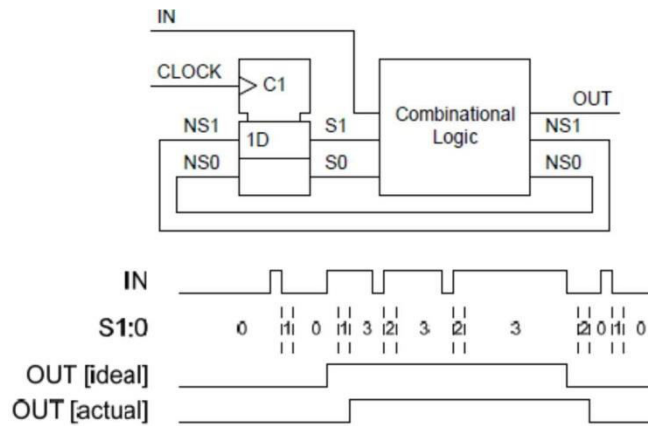 IN
CLOCK
C1
OUT
Combinational
Logic
NS1
1D
S1
NS1
NS0
S0
NS0
IN
S1:0
0 1 0 1 3 2 3 2 3 2 0 1 0
OUT [ideal]
OUT [actual]